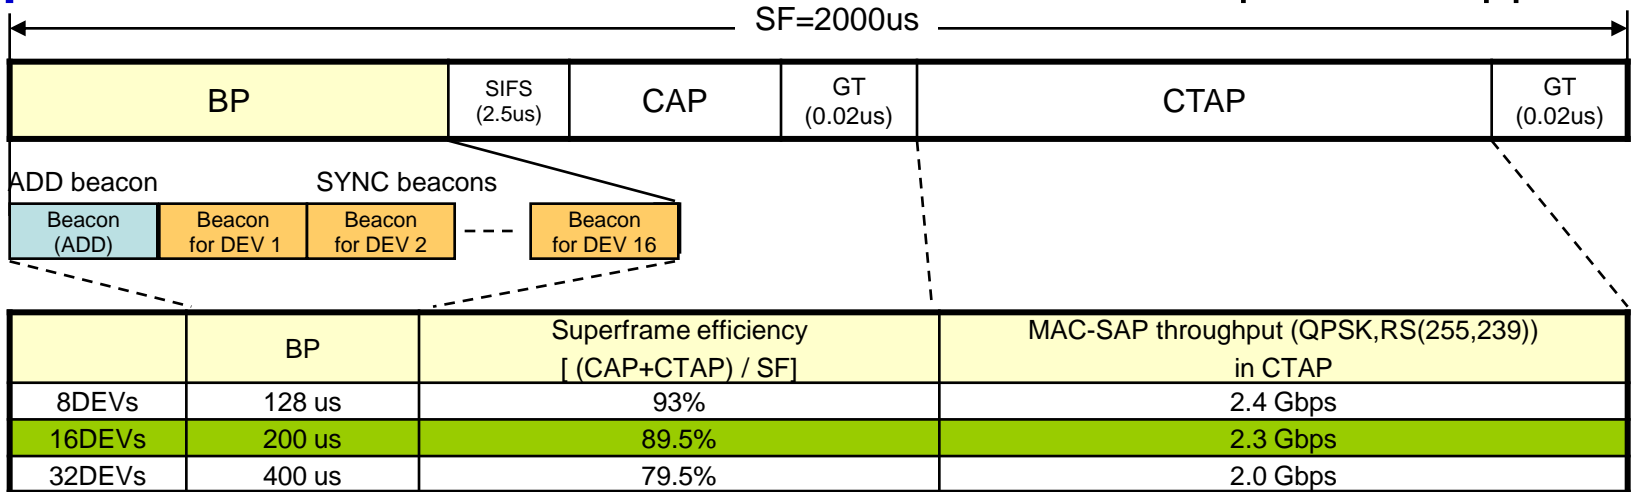 SF=2000us
BP
SIFS
(2.5us)
CAP
GT
(0.02us)
CTAP
GT
(0.02us)
ADD beacon
SYNC beacons
Beacon
(ADD)
Beacon
for DEV 1
Beacon
for DEV 2
Beacon
for DEV 16
BP
Superframe efficiency
[ (CAP+CTAP) / SF]
MAC-SAP throughput (QPSK,RS(255,239))
in CTAP
8DEVs 128 us 93% 2.4 Gbps
16DEVs 200 us 89.5% 2.3 Gbps
32DEVs 400 us 79.5% 2.0 Gbps